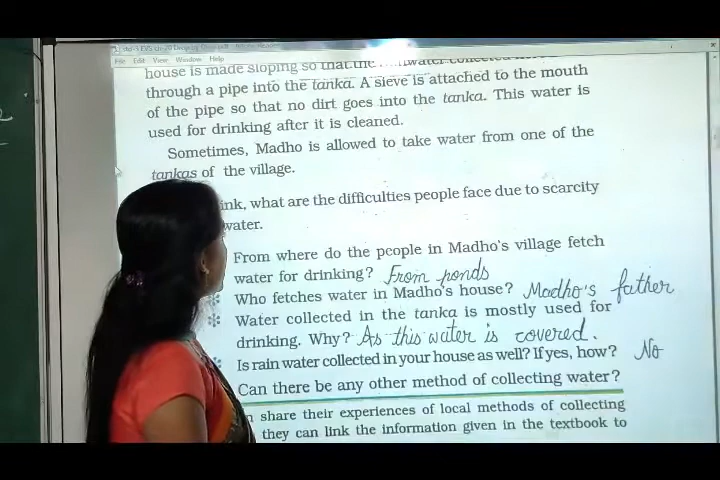 File Edit View Window Help
house is made sloping so that the
through a pipe into the tanka. A sieve is attached to the mouth
of the pipe so that no dirt goes into the tanka. This water is
used for drinking after it is cleaned.
Sometimes, Madho is allowed to take water from one of the
tankas of the village.
ink, what are the difficulties people face due to scarcity
water.
From where do the people in Madho's village fetch
water for drinking? From ponds
Who fetches water in Madho's house? Madho's father
Water collected in the tanka is mostly used for
drinking. Why? As this water is covered.
Is rain water collected in your house as well? If yes, how? No
Can there be any other method of collecting water?
share their experiences of local methods of collecting
they can link the information given in the textbook to